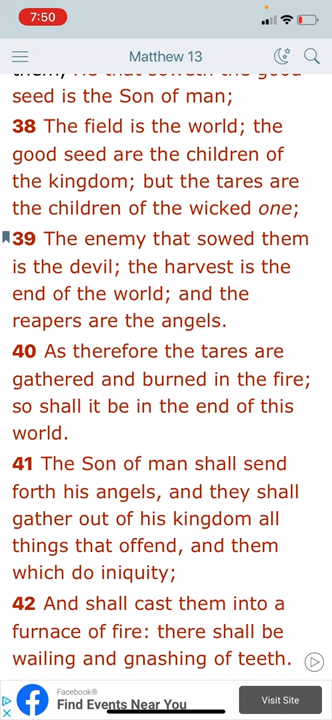 7:50
Matthew 13
them, He that soweth the good
seed is the Son of man;
38 The field is the world; the
good seed are the children of
the kingdom; but the tares are
the children of the wicked one;
39 The enemy that sowed them
is the devil; the harvest is the
end of the world; and the
reapers are the angels.
40 As therefore the tares are
gathered and burned in the fire;
so shall it be in the end of this
world.
41 The Son of man shall send
forth his angels, and they shall
gather out of his kingdom all
things that offend, and them
which do iniquity;
42 And shall cast them into a
furnace of fire: there shall be
wailing and gnashing of teeth.
Facebook®
Find Events Near You
Visit Site